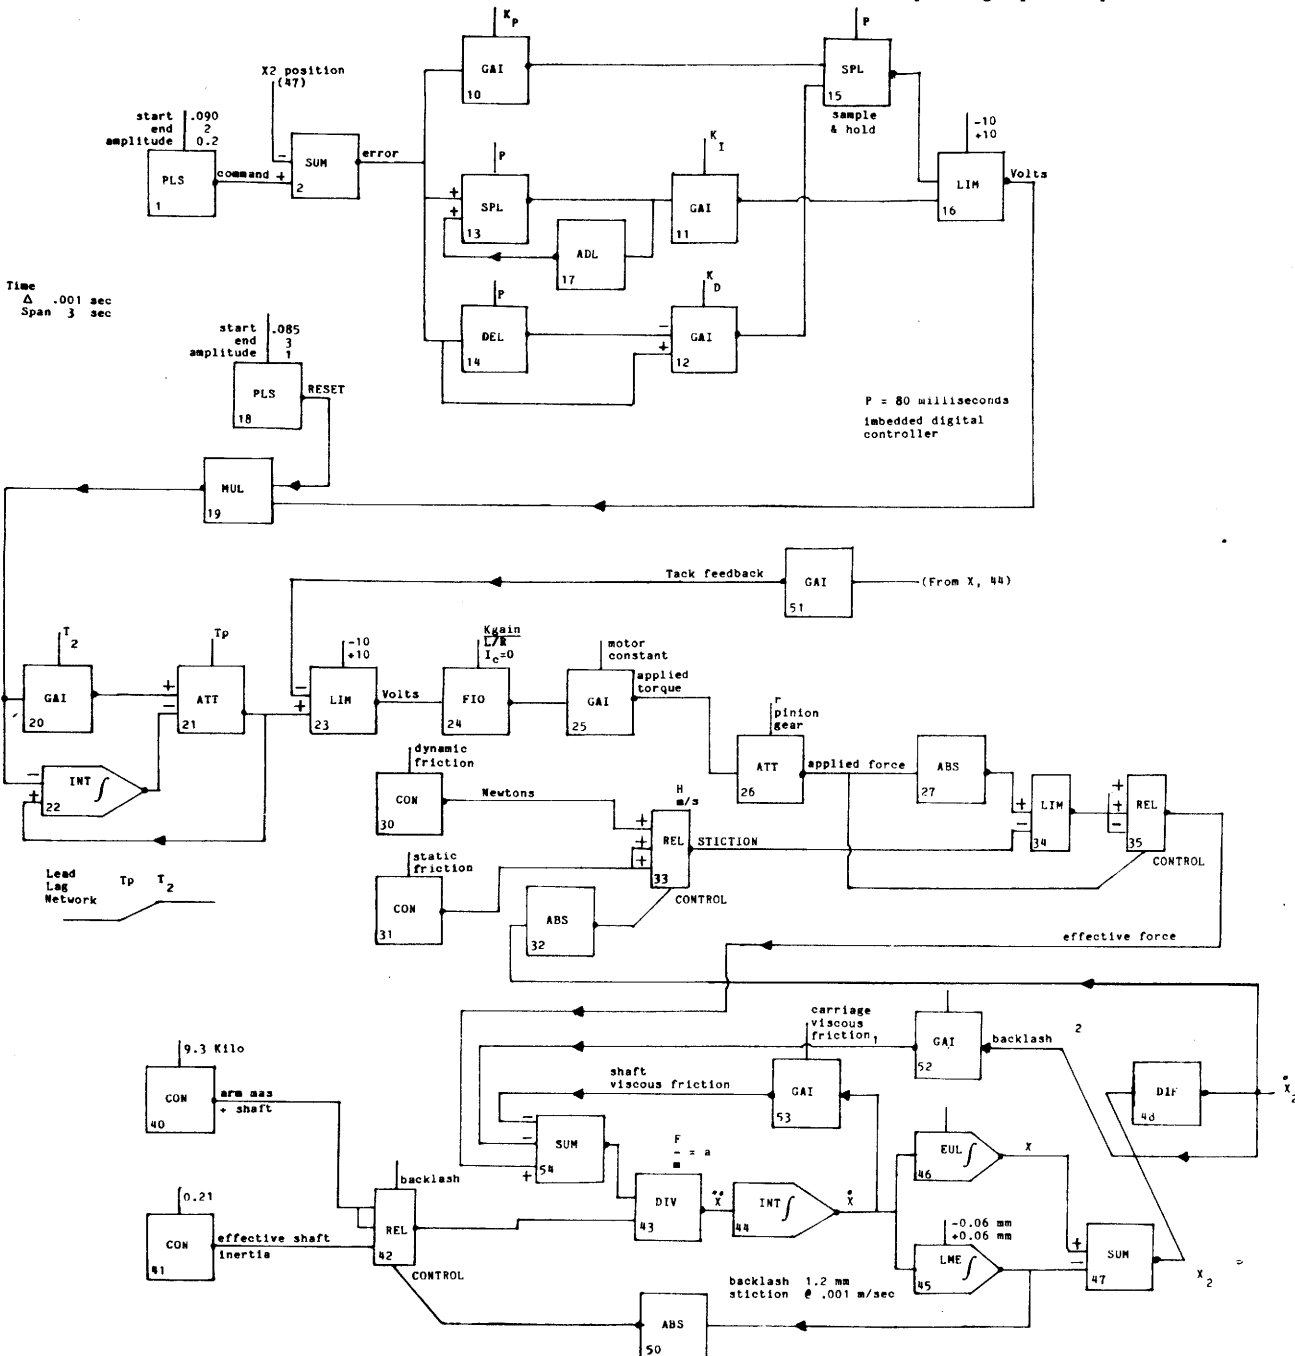 K
P
P
X2 position
(47)
GAI
10
SPL
15
sample
& hold
start .090
end 2
amplitude 0.2
PLS
1
command +
-
SUM
2
error
P
+
+
SPL
13
ADL
17
K
I
GAI
11
-10
+10
LIM
16
Volts
Time
Δ .001 sec
Span 3 sec
P
DEL
14
K
D
-
+
GAI
12
start .085
end 3
amplitude 1
PLS
18
RESET
P = 80 milliseconds
imbedded digital
controller
MUL
19
Tack feedback
GAI
51
(From X, 44)
T
2
GAI
20
Tp
+
-
ATT
21
-10
+10
-
+
LIM
23
Volts
Kgain
L/R
I c=0
FIO
24
motor
constant
GAI
25
applied
torque
r
pinion
gear
ATT
26
applied force
ABS
27
-
+
INT
∫
22
dynamic
friction
CON
30
Newtons
H
m/s
+
+
+
REL
33
STICTION
CONTROL
+
-
LIM
34
+
+
-
REL
35
CONTROL
Lead
Lag
Network
Tp T
2
static
friction
CON
31
ABS
32
effective force
9.3 Kilo
CON
40
arm mas
+ shaft
carriage
viscous
friction 1
GAI
52
backlash 2
shaft
viscous friction
GAI
53
DIF
48
Ẋ
2
-
-
+
SUM
54
F
- = a
m
DIV
43
Ẍ
INT
∫
44
Ẋ
EUL
∫
46
X
0.21
CON
41
effective shaft
inertia
backlash
REL
42
CONTROL
-0.06 mm
+0.06 mm
LME
∫
45
+
-
SUM
47
X
2
backlash 1.2 mm
stiction @ .001 m/sec
ABS
50